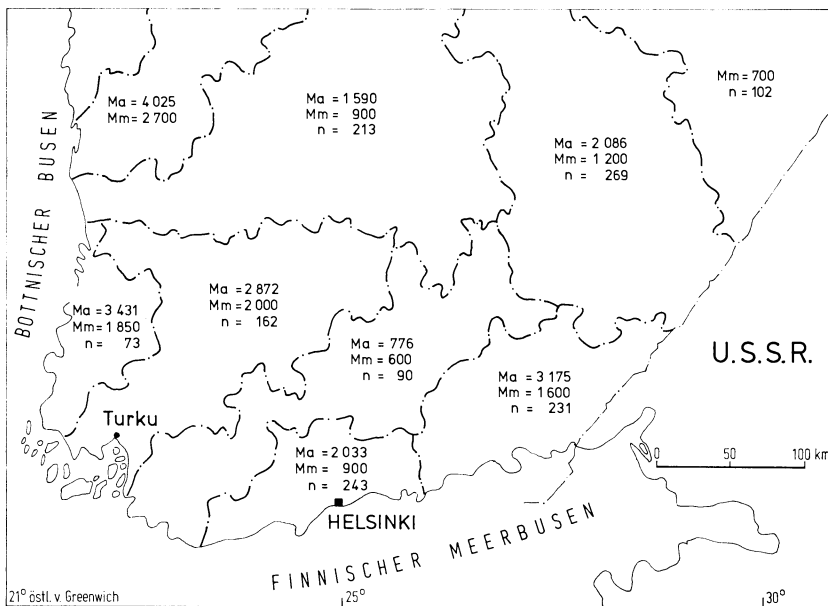 Mm = 700
n = 102
Ma = 4 025
Mm = 2 700
Ma = 1 590
Mm = 900
n = 213
Ma = 2 086
Mm = 1 200
n = 269
BOTTNISCHER BUSEN
Ma = 3 431
Mm = 1 850
n = 73
Ma = 2 872
Mm = 2 000
n = 162
Ma = 776
Mm = 600
n = 90
Ma = 3 175
Mm = 1 600
n = 231
U.S.S.R.
Turku
Ma = 2 033
Mm = 900
n = 243
0 50 100 km
HELSINKI
FINNISCHER MEERBUSEN
21° östl. v. Greenwich
25°
30°